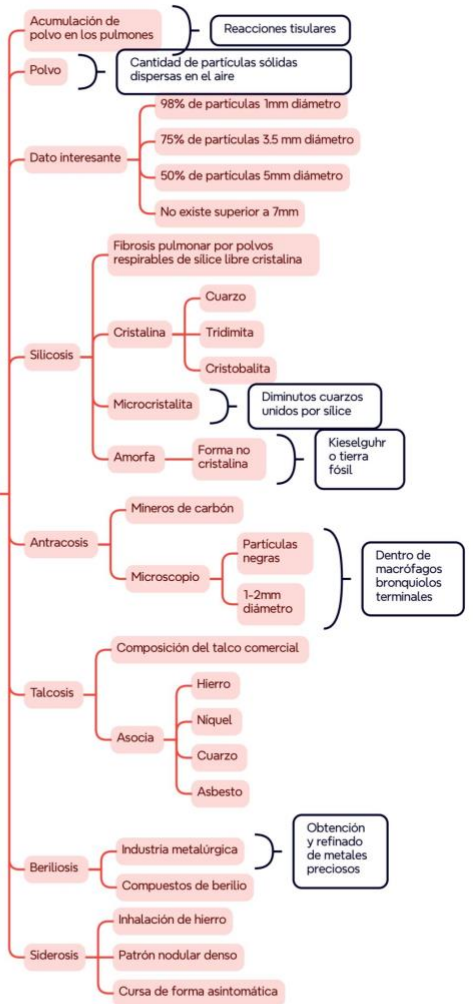 Acumulación de
polvo en los pulmones
Reacciones tisulares
Polvo
Cantidad de partículas sólidas
dispersas en el aire
Dato interesante
98% de partículas 1mm diámetro
75% de partículas 3.5 mm diámetro
50% de partículas 5mm diámetro
No existe superior a 7mm
Silicosis
Fibrosis pulmonar por polvos
respirables de sílice libre cristalina
Cristalina
Cuarzo
Tridimita
Cristobalita
Microcristalita
Diminutos cuarzos
unidos por sílice
Amorfa
Forma no
cristalina
Kieselguhr
o tierra
fósil
Antracosis
Mineros de carbón
Microscopio
Partículas
negras
1-2mm
diámetro
Dentro de
macrófagos
bronquiolos
terminales
Talcosis
Composición del talco comercial
Asocia
Hierro
Niquel
Cuarzo
Asbesto
Beriliosis
Industria metalúrgica
Obtención
y refinado
de metales
preciosos
Compuestos de berilio
Siderosis
Inhalación de hierro
Patrón nodular denso
Cursa de forma asintomática